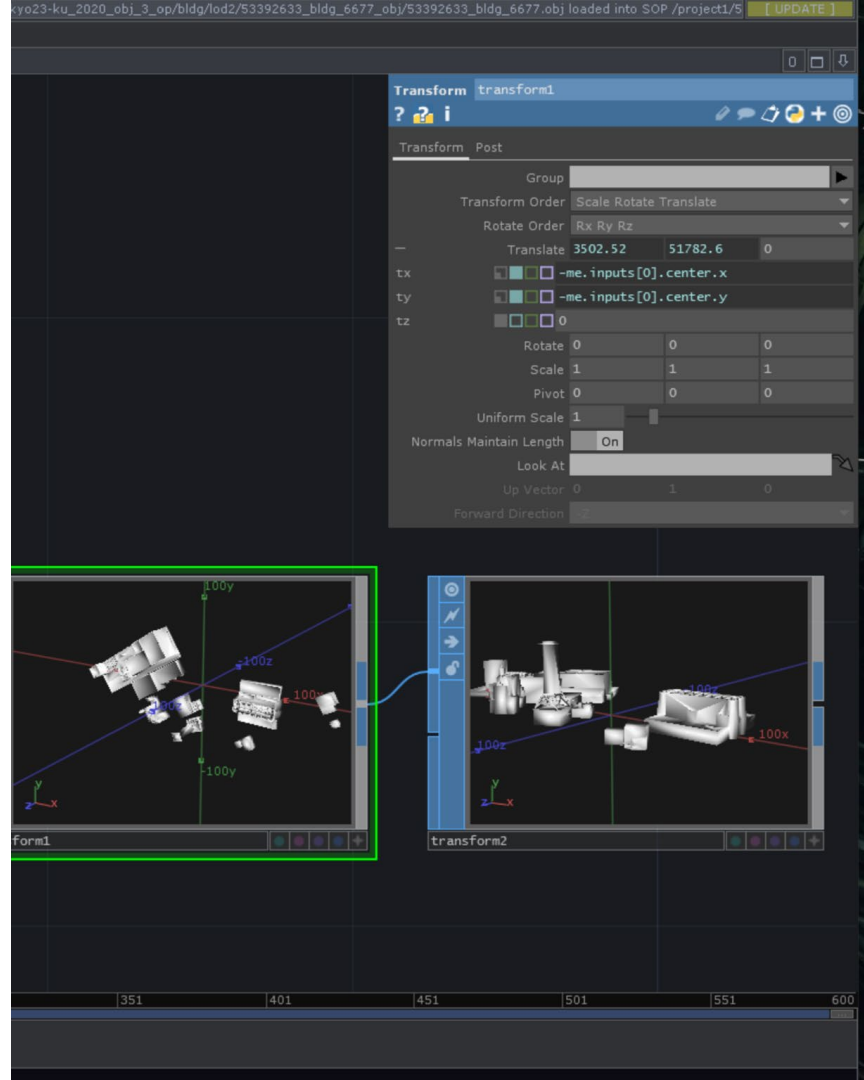 yo23-ku_2020_obj_3_op/bldg/lod2/53392633_bldg_6677_obj/53392633_bldg_6677.obj loaded into SOP /project1/5 [ UPDATE ]
0
Transform transform1
? ? i
Transform Post
Group
Transform Order Scale Rotate Translate
Rotate Order Rx Ry Rz
Translate 3502.52 51782.6 0
tx -me.inputs[0].center.x
ty -me.inputs[0].center.y
tz 0
Rotate 0 0 0
Scale 1 1 1
Pivot 0 0 0
Uniform Scale 1
Normals Maintain Length On
Look At
Up Vector 0 1 0
Forward Direction -Z
100y
-100z
100x
100z
-100y
y
z x
form1
-100z
100x
100z
y
z x
transform2
351 401 451 501 551 600